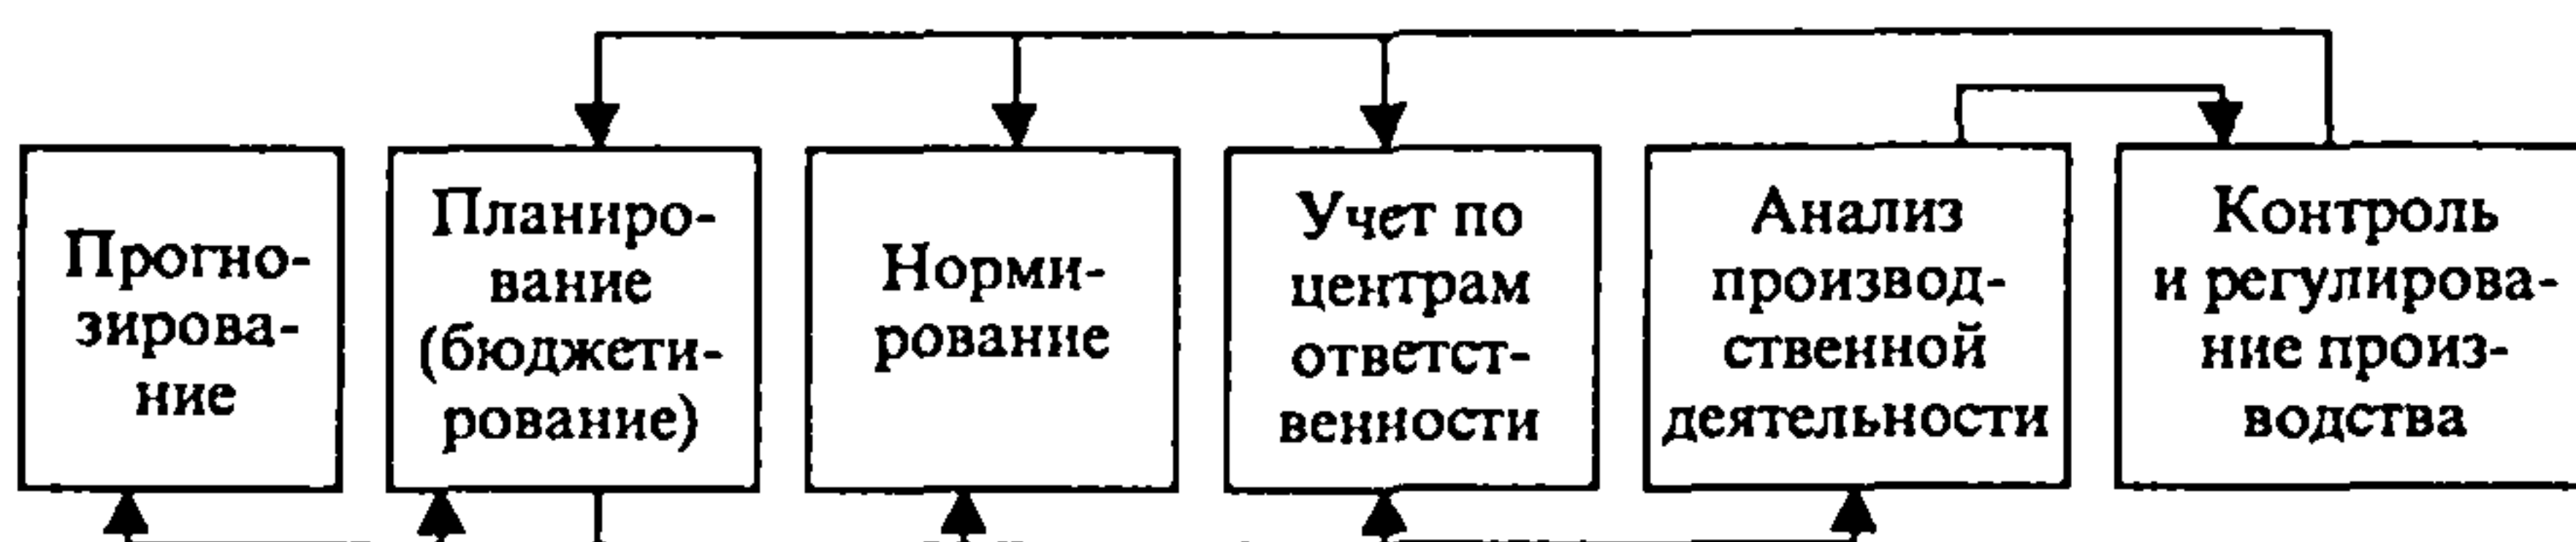 Прогно-
зирова-
ние
Планиро-
вание
(бюджети-
рование)
Норми-
рование
Учет по
центрам
ответст-
венности
Анализ
производ-
ственной
деятельности
Контроль
и регулирова-
ние произ-
водства